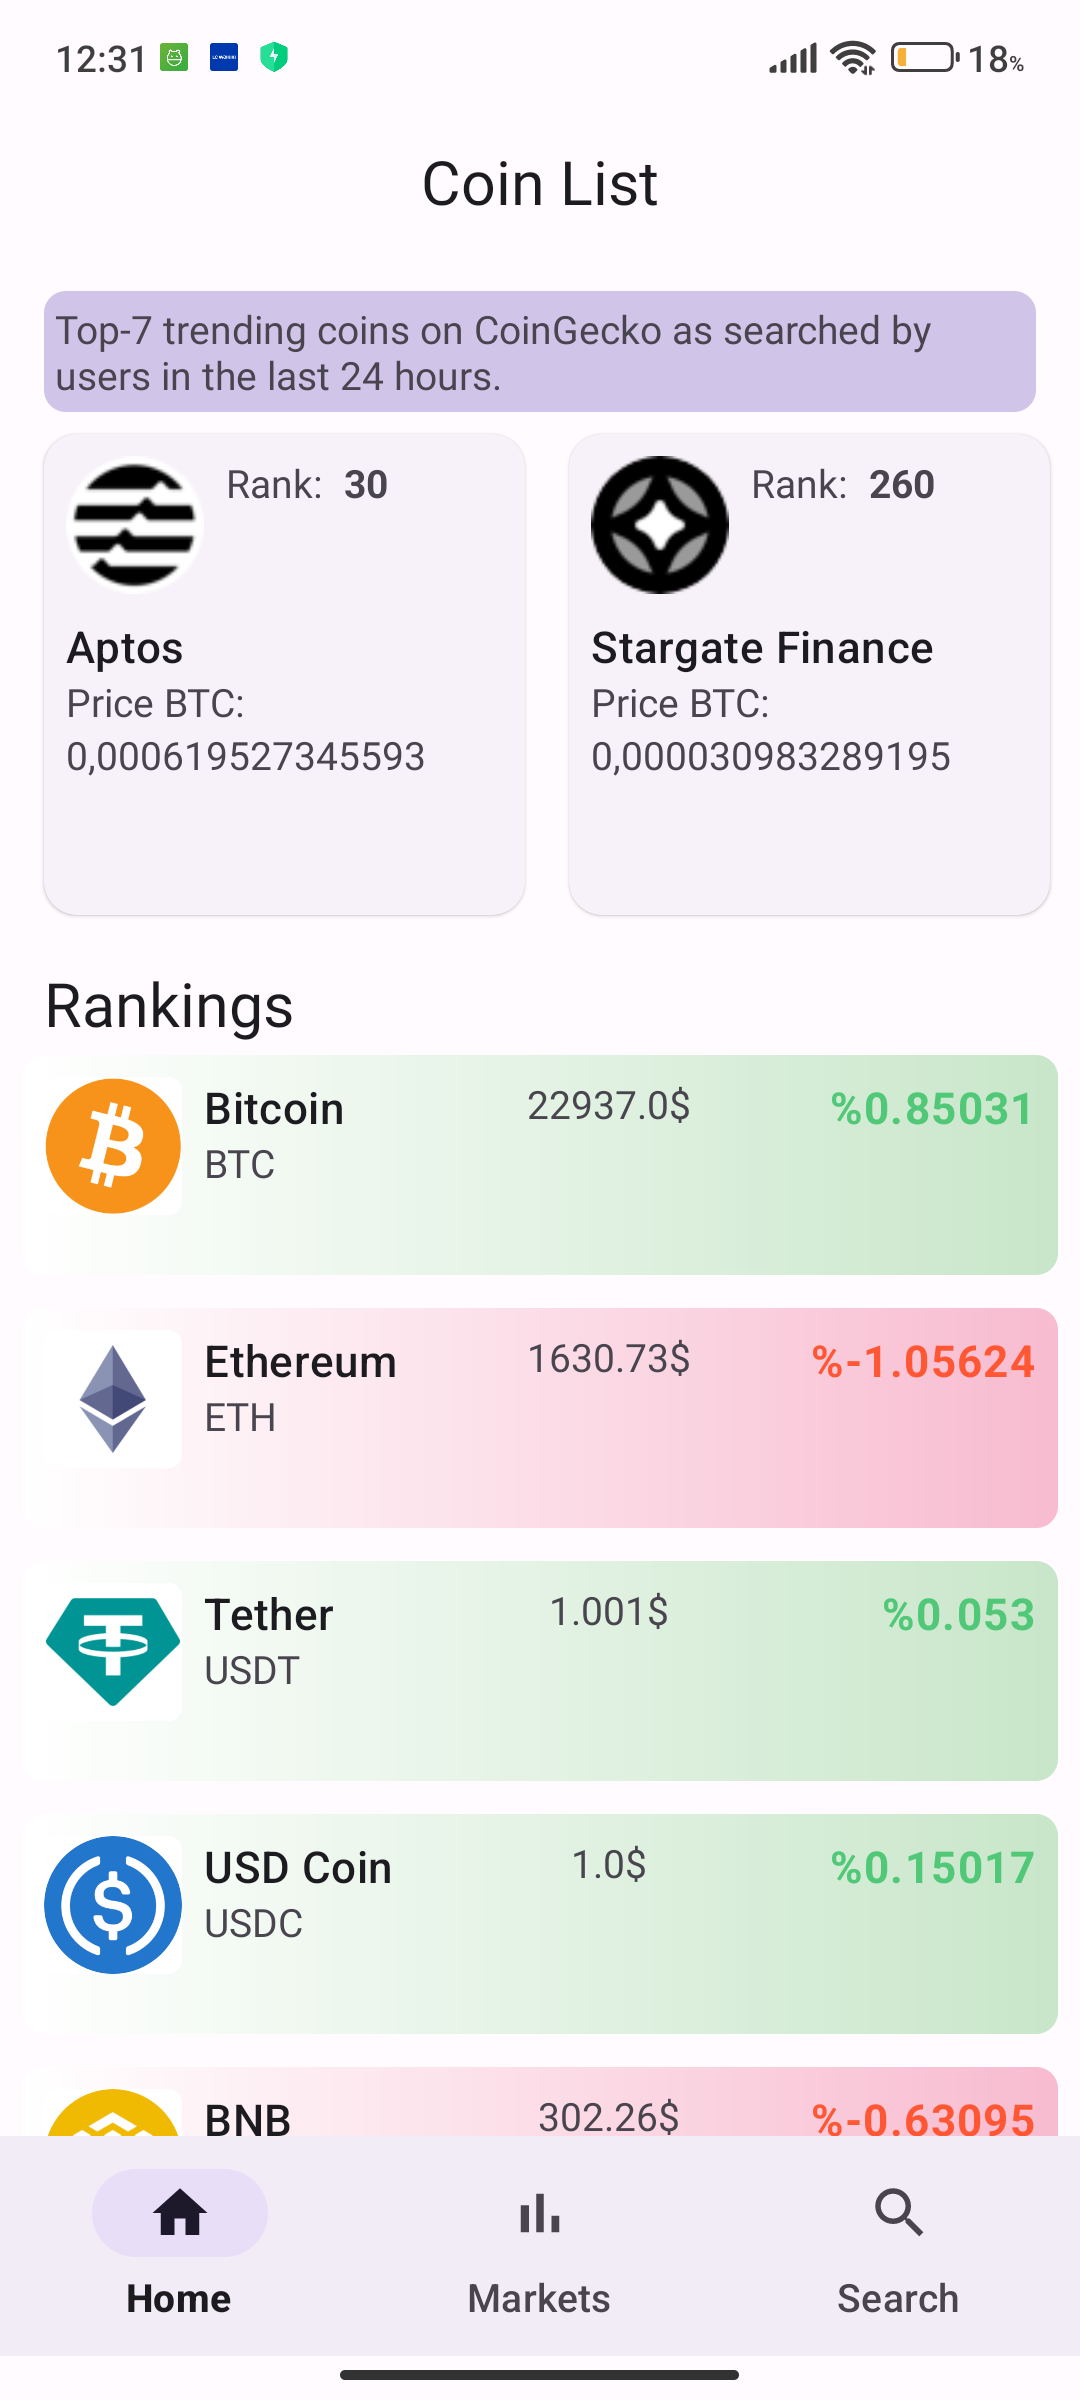 12:31
18%
Coin List
Top-7 trending coins on CoinGecko as searched by
users in the last 24 hours.
Rank: 30
Aptos
Price BTC:
0,000619527345593
Rank: 260
Stargate Finance
Price BTC:
0,000030983289195
Rankings
Bitcoin 22937.0$ %0.85031
BTC
Ethereum 1630.73$ %-1.05624
ETH
Tether 1.001$ %0.053
USDT
USD Coin 1.0$ %0.15017
USDC
BNB 302.26$ %-0.63095
Home
Markets
Search